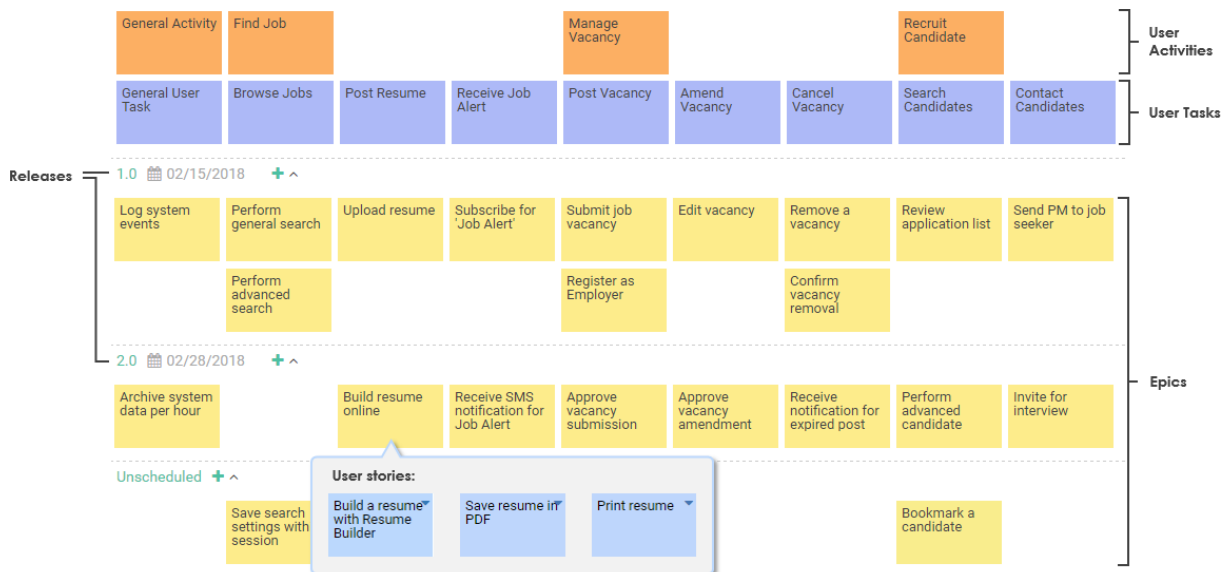 General Activity
Find Job
Manage
Vacancy
Recruit
Candidate
User
Activities
General User
Task
Browse Jobs
Post Resume
Receive Job
Alert
Post Vacancy
Amend
Vacancy
Cancel
Vacancy
Search
Candidates
Contact
Candidates
User Tasks
Releases
1.0 02/15/2018
Log system
events
Perform
general search
Upload resume
Subscribe for
'Job Alert'
Submit job
vacancy
Edit vacancy
Remove a
vacancy
Review
application list
Send PM to job
seeker
Perform
advanced
search
Register as
Employer
Confirm
vacancy
removal
2.0 02/28/2018
Epics
Archive system
data per hour
Build resume
online
Receive SMS
notification for
Job Alert
Approve
vacancy
submission
Approve
vacancy
amendment
Receive
notification for
expired post
Perform
advanced
candidate
Invite for
interview
Unscheduled
User stories:
Save search
settings with
session
Build a resume
with Resume
Builder
Save resume in
PDF
Print resume
Bookmark a
candidate